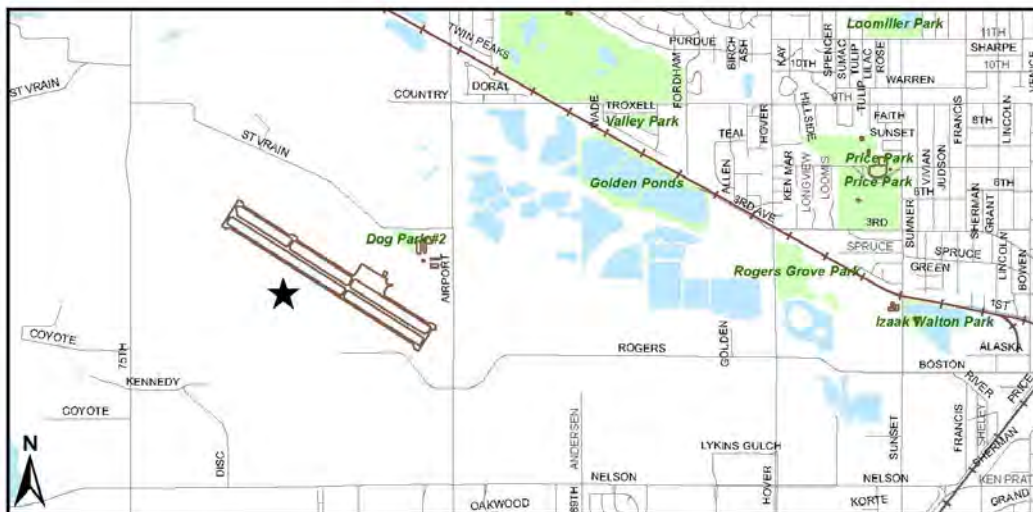 Loomiller Park
11TH
TWIN PEAKS
PURDUE
BIRCH
ASH
KAY
10TH
SPENCER
SUMAC
TULIP
TULIP
LILAC
ROSE
SHARPE
10TH
WARREN
ST VRAIN
COUNTRY
DORAL
WADE
TROXELL
FORDHAM
9TH
HILLSIDE
Valley Park
TEAL
HOVER
FAITH
SUNSET
FRANCIS
8TH
LINCOLN
ST VRAIN
ALLEN
KEN MAR
LONGVIEW
LOOMIS
Price Park
Price Park
VIVIAN
JUDSON
6TH
6TH
Golden Ponds
3RD AVE
3RD
SUMNER
SHERMAN
GRANT
Dog Park#2
AIRPORT
SPRUCE
SPRUCE
GREEN
LINCOLN
BOWEN
Rogers Grove Park
1ST
Izaak Walton Park
COYOTE
75TH
ROGERS
GOLDEN
ALASKA
BOSTON
KENNEDY
RIVER
PRICE
COYOTE
DISC
ANDERSEN
LYKINS GULCH
SUNSET
FRANCIS
SHELEY
SHERMAN
N
NELSON
HOVER
NELSON
KEN PRAT
OAKWOOD
89TH
KORTE
GRAND